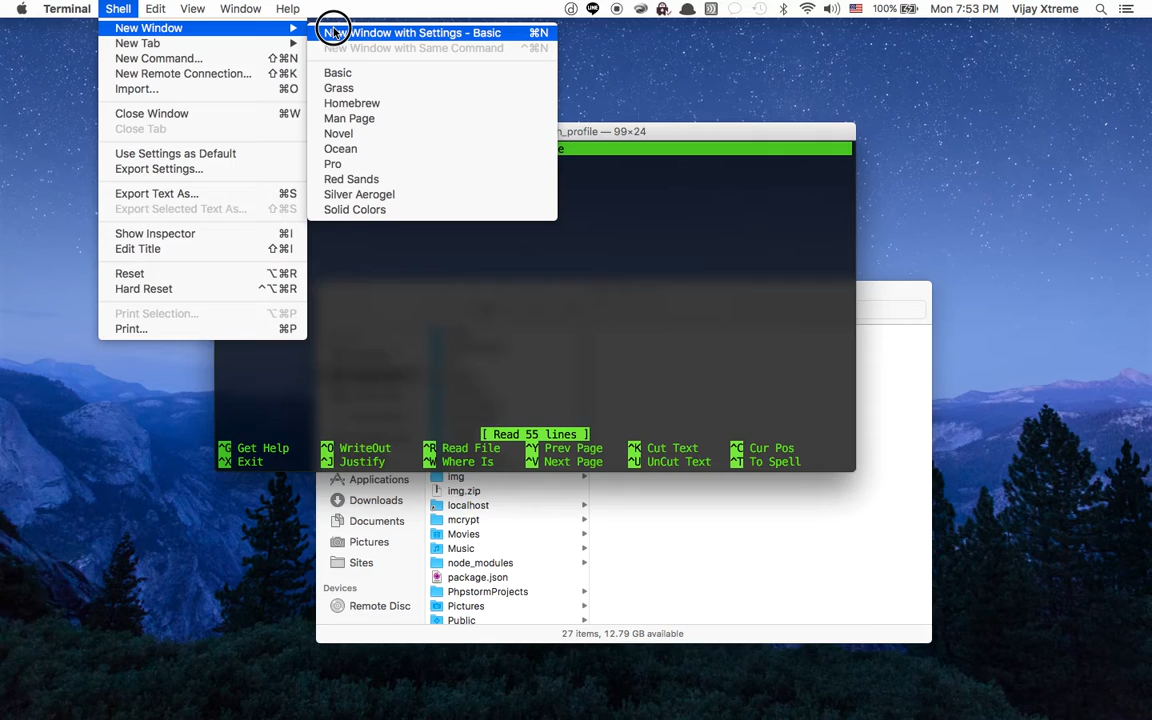 Terminal Shell Edit View Window Help 100% Mon 7:53 PM Vijay Xtreme
New Window
New Tab
New Command... ⇧⌘N
New Remote Connection... ⇧⌘K
Import... ⌘O
Close Window ⌘W
Close Tab
Use Settings as Default
Export Settings...
Export Text As... ⌘S
Export Selected Text As... ⇧⌘S
Show Inspector ⌘I
Edit Title ⇧⌘I
Reset ⌥⌘R
Hard Reset ^⌥⌘R
Print Selection... ⌥⌘P
Print... ⌘P
New Window with Settings - Basic ⌘N
New Window with Same Command ^⌘N
Basic
Grass
Homebrew
Man Page
Novel
Ocean
Pro
Red Sands
Silver Aerogel
Solid Colors
_profile — 99×24
e
[ Read 55 lines ]
^G Get Help ^O WriteOut ^R Read File ^Y Prev Page ^K Cut Text ^C Cur Pos
^X Exit ^J Justify ^W Where Is ^V Next Page ^U UnCut Text ^T To Spell
Applications
Downloads
Documents
Pictures
Sites
Devices
Remote Disc
img
img.zip
localhost
mcrypt
Movies
Music
node_modules
package.json
PhpstormProjects
Pictures
Public
27 items, 12.79 GB available